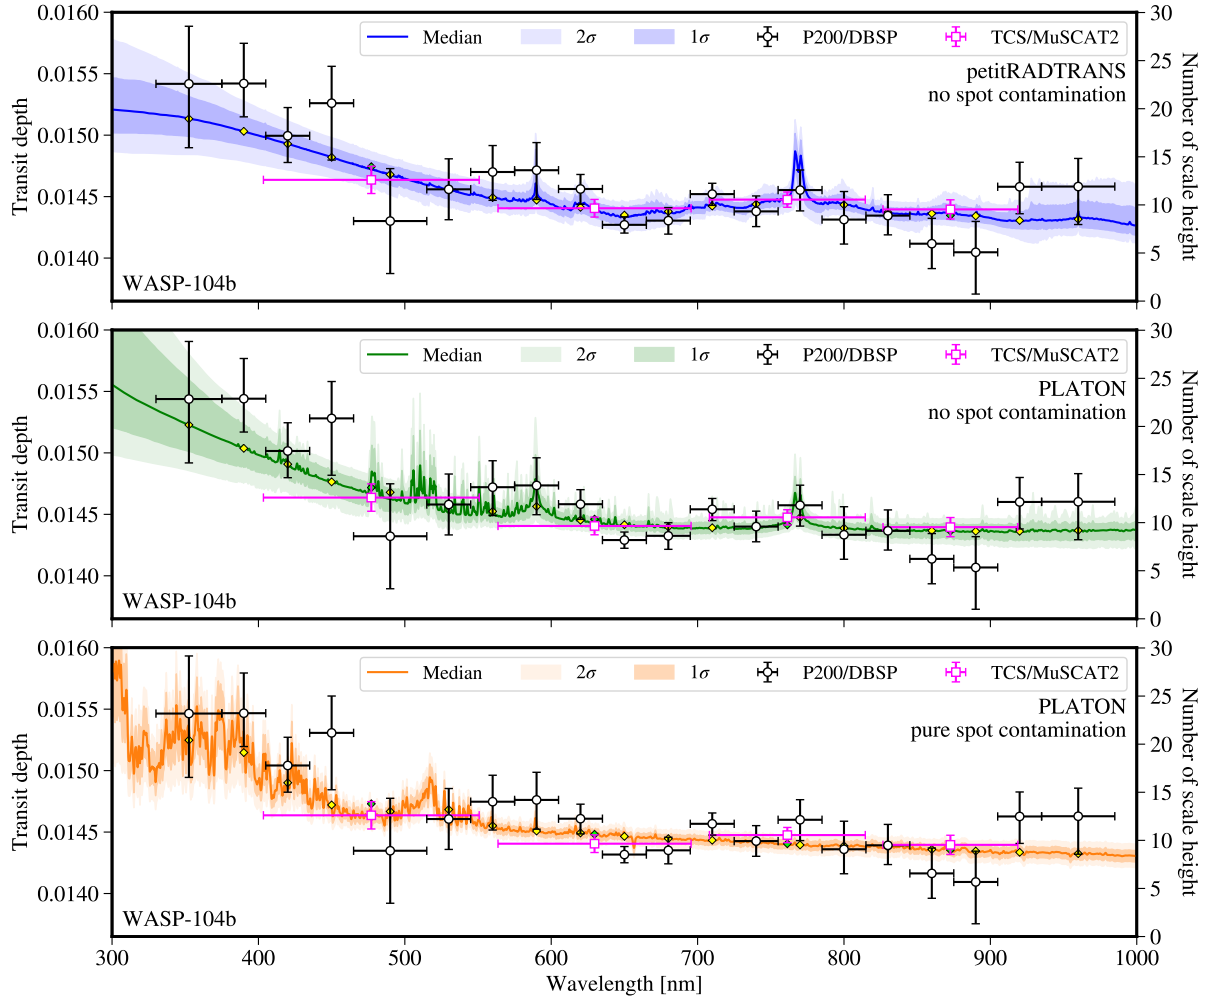 Median 2σ 1σ P200/DBSP TCS/MuSCAT2
petitRADTRANS
no spot contamination
WASP-104b
Transit depth
0.0160
0.0155
0.0150
0.0145
0.0140
Number of scale height
30
25
20
15
10
5
0
Median 2σ 1σ P200/DBSP TCS/MuSCAT2
PLATON
no spot contamination
WASP-104b
Transit depth
0.0160
0.0155
0.0150
0.0145
0.0140
Number of scale height
30
25
20
15
10
5
0
Median 2σ 1σ P200/DBSP TCS/MuSCAT2
PLATON
pure spot contamination
WASP-104b
Transit depth
0.0160
0.0155
0.0150
0.0145
0.0140
Number of scale height
30
25
20
15
10
5
0
300 400 500 600 700 800 900 1000
Wavelength [nm]